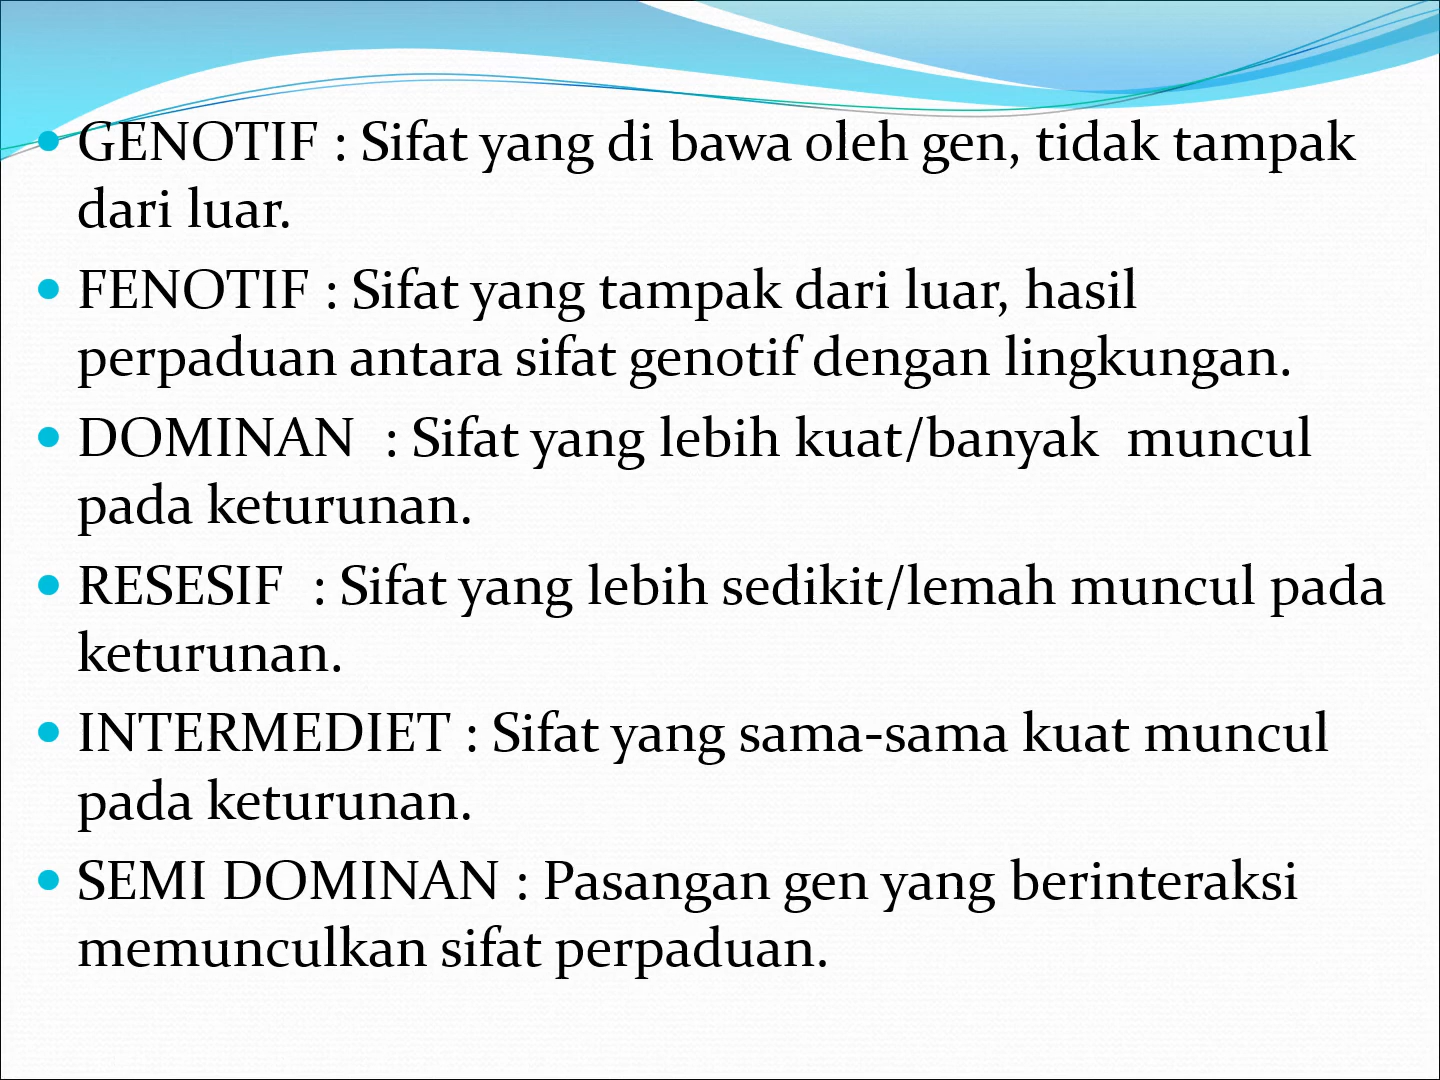 • GENOTIF : Sifat yang di bawa oleh gen, tidak tampak
dari luar.
• FENOTIF : Sifat yang tampak dari luar, hasil
perpaduan antara sifat genotif dengan lingkungan.
• DOMINAN  : Sifat yang lebih kuat/banyak  muncul
pada keturunan.
• RESESIF  : Sifat yang lebih sedikit/lemah muncul pada
keturunan.
• INTERMEDIET : Sifat yang sama-sama kuat muncul
pada keturunan.
• SEMI DOMINAN : Pasangan gen yang berinteraksi
memunculkan sifat perpaduan.